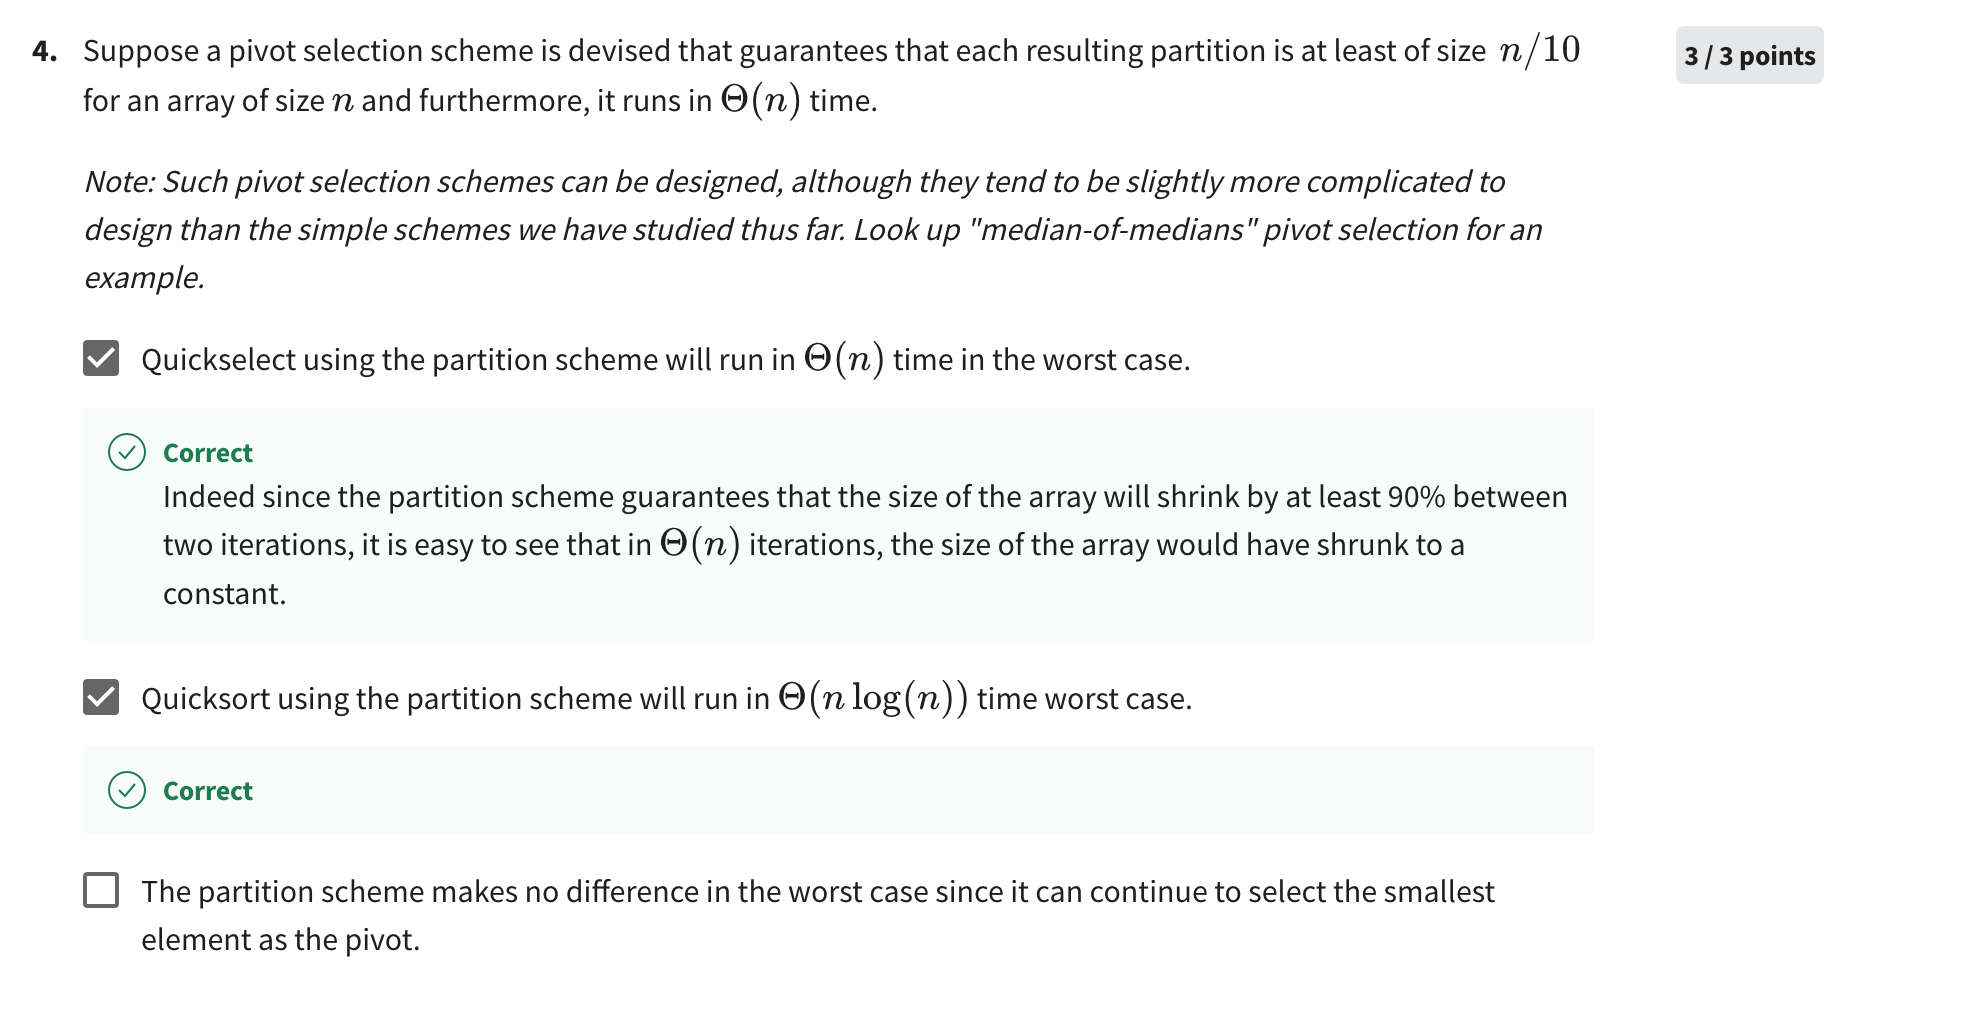 4. Suppose a pivot selection scheme is devised that guarantees that each resulting partition is at least of size n/10
3 / 3 points
for an array of size n and furthermore, it runs in Θ(n) time.
Note: Such pivot selection schemes can be designed, although they tend to be slightly more complicated to
design than the simple schemes we have studied thus far. Look up "median-of-medians" pivot selection for an
example.
Quickselect using the partition scheme will run in Θ(n) time in the worst case.
Correct
Indeed since the partition scheme guarantees that the size of the array will shrink by at least 90% between
two iterations, it is easy to see that in Θ(n) iterations, the size of the array would have shrunk to a
constant.
Quicksort using the partition scheme will run in Θ(n log(n)) time worst case.
Correct
The partition scheme makes no difference in the worst case since it can continue to select the smallest
element as the pivot.